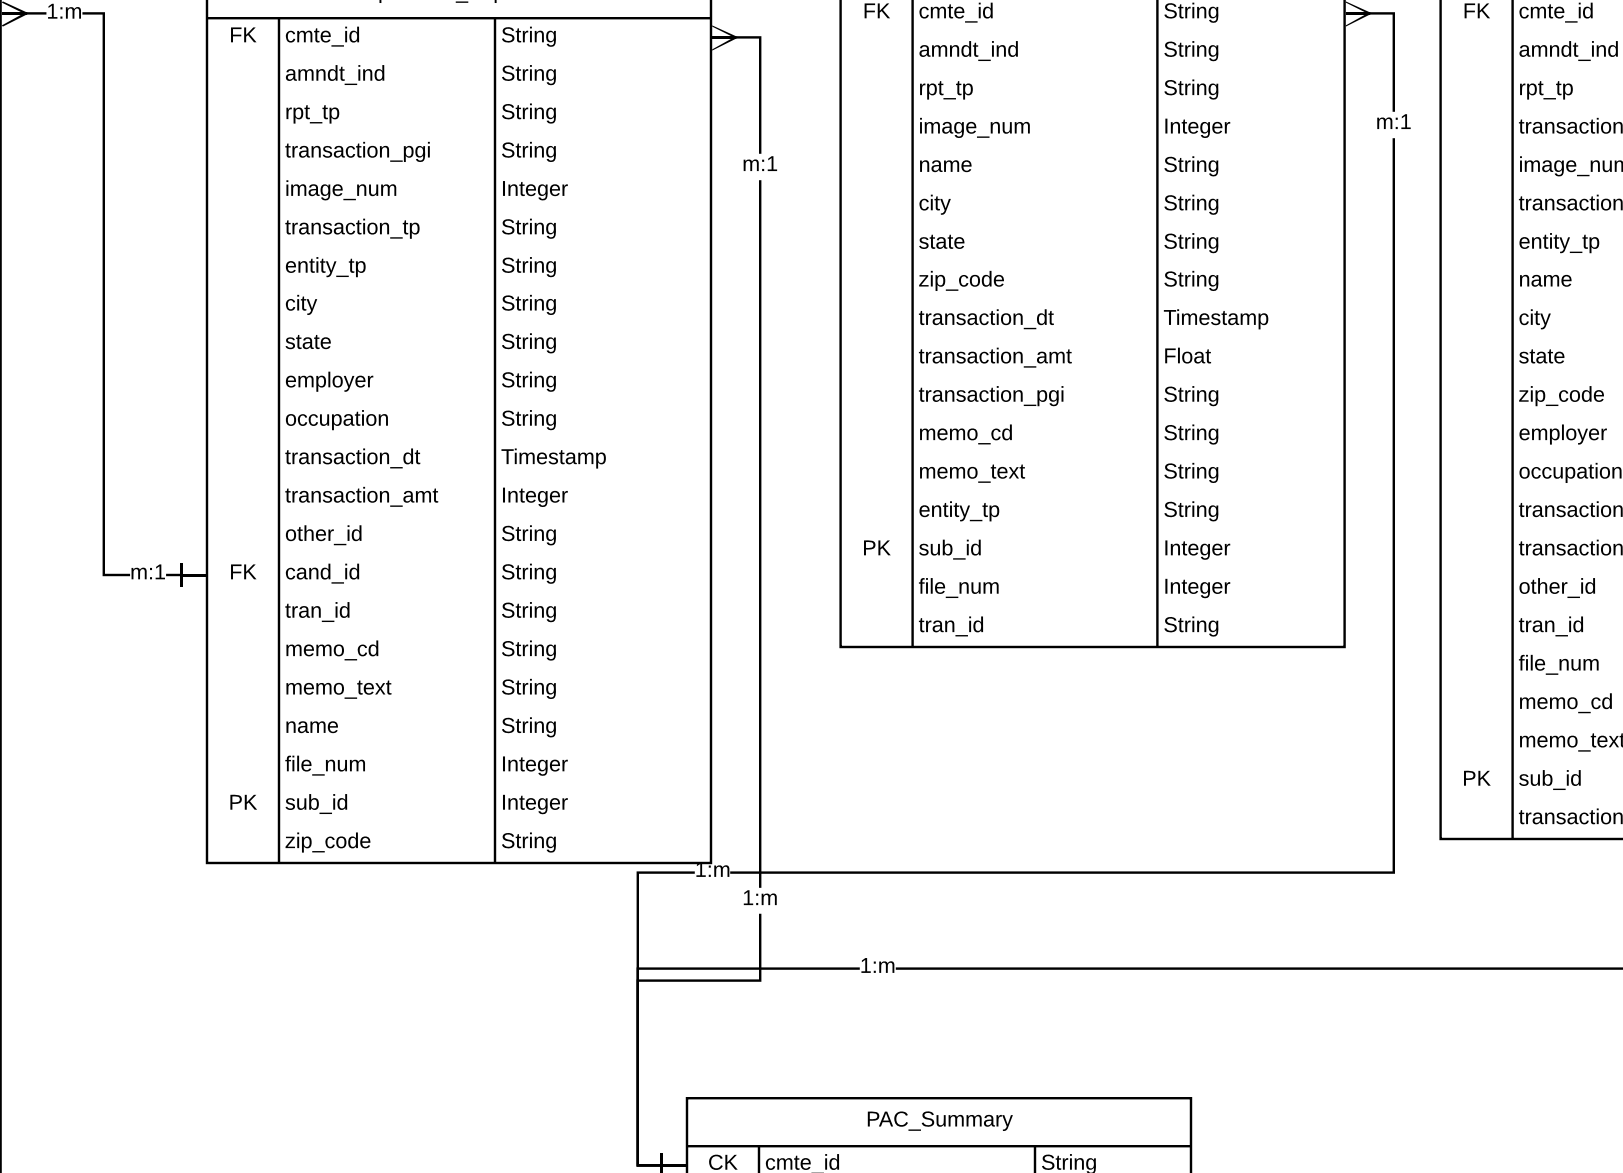 1:m
FK cmte_id String
amndt_ind String
rpt_tp String
transaction_pgi String
image_num Integer
transaction_tp String
entity_tp String
city String
state String
employer String
occupation String
transaction_dt Timestamp
transaction_amt Integer
other_id String
m:1
FK cand_id String
tran_id String
memo_cd String
memo_text String
name String
file_num Integer
PK sub_id Integer
zip_code String
m:1
FK cmte_id String
amndt_ind String
rpt_tp String
image_num Integer
name String
city String
state String
zip_code String
transaction_dt Timestamp
transaction_amt Float
transaction_pgi String
memo_cd String
memo_text String
entity_tp String
PK sub_id Integer
file_num Integer
tran_id String
m:1
FK cmte_id
amndt_ind
rpt_tp
transaction
image_num
transaction
entity_tp
name
city
state
zip_code
employer
occupation
transaction
transaction
other_id
tran_id
file_num
memo_cd
memo_text
PK sub_id
transaction
1:m
1:m
1:m
PAC_Summary
CK cmte_id String